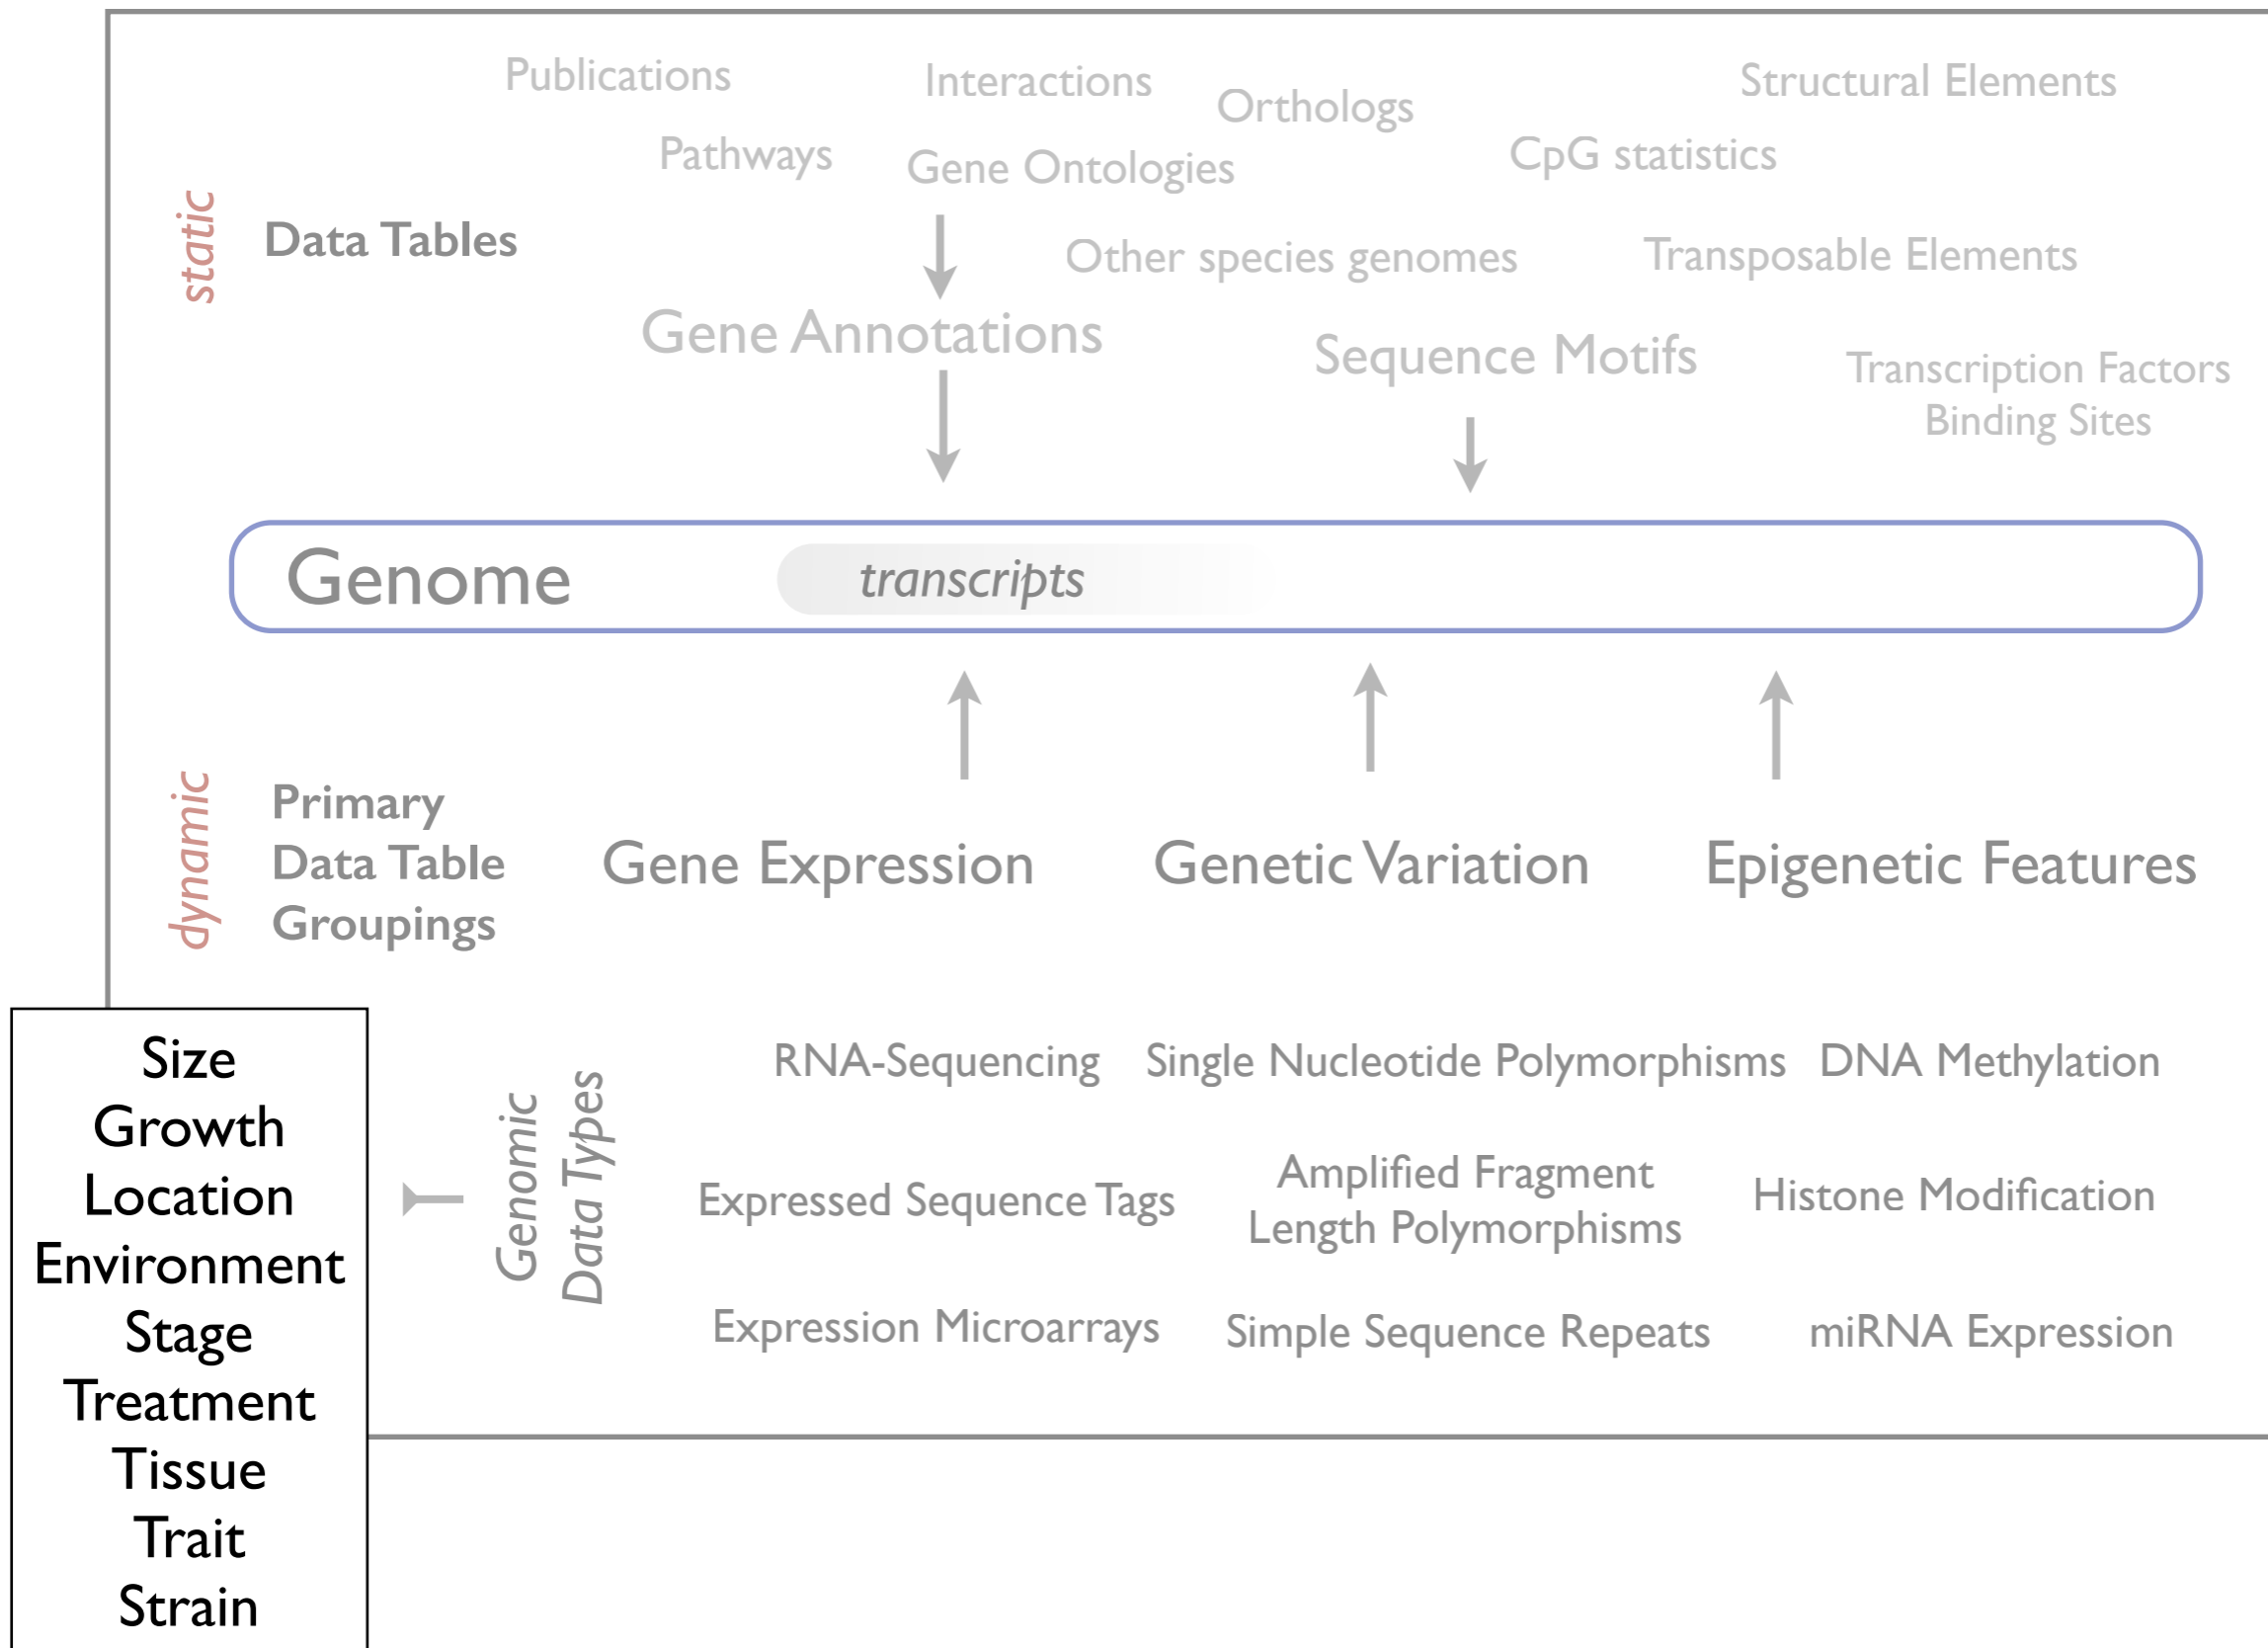 Publications
Interactions
Orthologs
Structural Elements
Pathways
Gene Ontologies
CpG statistics
static
Data Tables
Other species genomes
Transposable Elements
Gene Annotations
Sequence Motifs
Transcription Factors
Binding Sites
Genome
transcripts
dynamic
Primary
Data Table
Groupings
Gene Expression
Genetic Variation
Epigenetic Features
Size
Growth
Location
Environment
Stage
Treatment
Tissue
Trait
Strain
Genomic
Data Types
RNA-Sequencing
Single Nucleotide Polymorphisms
DNA Methylation
Expressed Sequence Tags
Amplified Fragment
Length Polymorphisms
Histone Modification
Expression Microarrays
Simple Sequence Repeats
miRNA Expression